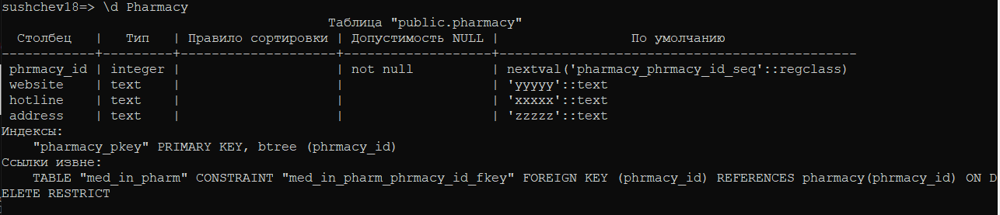 sushchev18=> \d Pharmacy
Таблица "public.pharmacy"
Столбец | Тип | Правило сортировки | Допустимость NULL | По умолчанию
------------+---------+--------------------+-------------------+----------------------------------------------
phrmacy_id | integer | | not null | nextval('pharmacy_phrmacy_id_seq'::regclass)
website | text | | | 'yyyyy'::text
hotline | text | | | 'xxxxx'::text
address | text | | | 'zzzzz'::text
Индексы:
"pharmacy_pkey" PRIMARY KEY, btree (phrmacy_id)
Ссылки извне:
TABLE "med_in_pharm" CONSTRAINT "med_in_pharm_phrmacy_id_fkey" FOREIGN KEY (phrmacy_id) REFERENCES pharmacy(phrmacy_id) ON D
ELETE RESTRICT